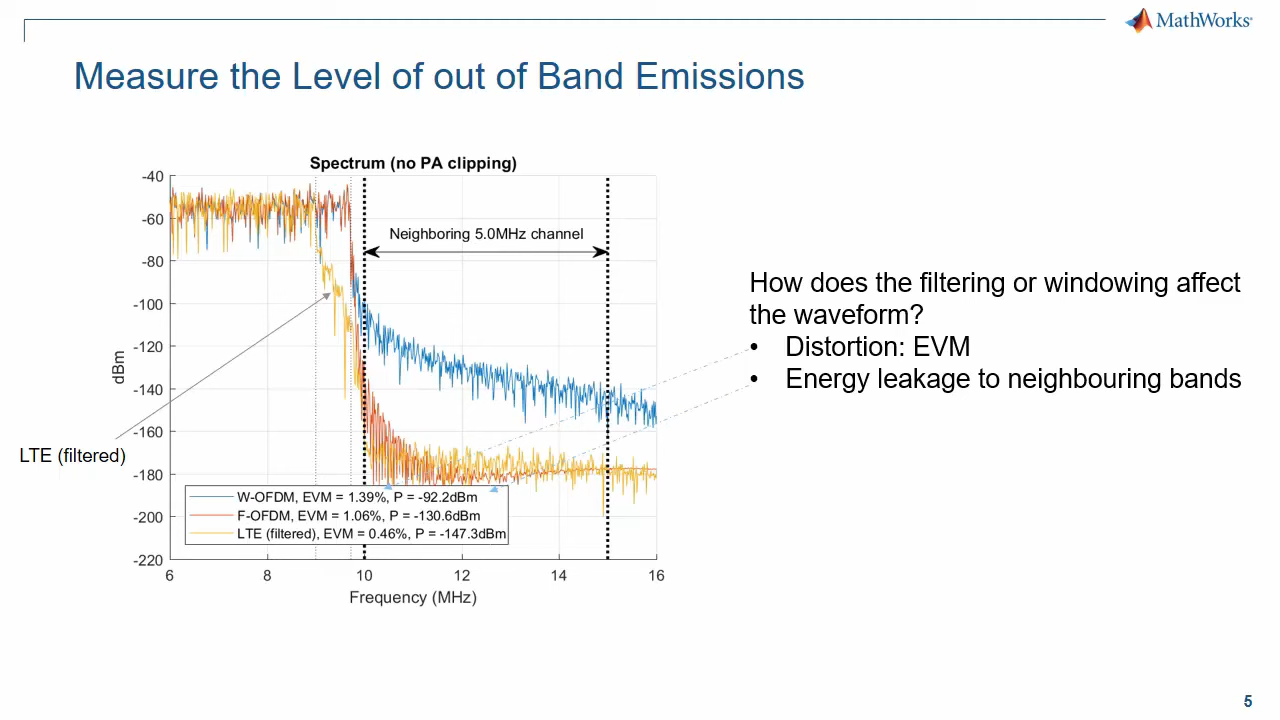 MathWorks®
Measure the Level of out of Band Emissions
Spectrum (no PA clipping)
-40
-60
-80
-100
-120
-140
-160
-180
-200
-220
dBm
Neighboring 5.0MHz channel
LTE (filtered)
W-OFDM, EVM = 1.39%, P = -92.2dBm
F-OFDM, EVM = 1.06%, P = -130.6dBm
LTE (filtered), EVM = 0.46%, P = -147.3dBm
6 8 10 12 14 16
Frequency (MHz)
How does the filtering or windowing affect
the waveform?
• Distortion: EVM
• Energy leakage to neighbouring bands
5